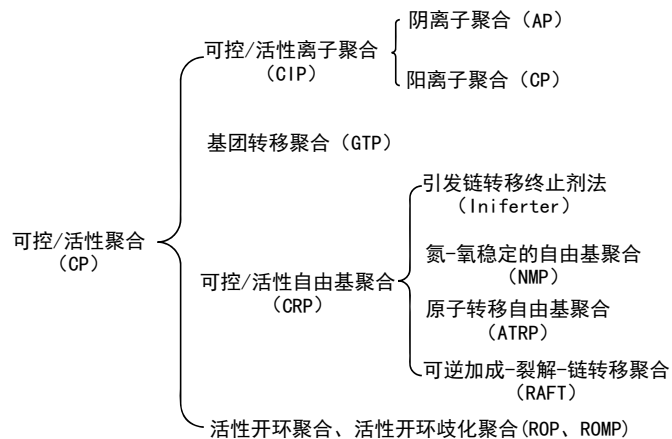 阴离子聚合（AP）
可控/活性离子聚合
（CIP）
阳离子聚合（CP）
基团转移聚合（GTP）
引发链转移终止剂法
（Iniferter）
可控/活性聚合
（CP）
氮-氧稳定的自由基聚合
（NMP）
可控/活性自由基聚合
（CRP）
原子转移自由基聚合
（ATRP）
可逆加成-裂解-链转移聚合
（RAFT）
活性开环聚合、活性开环歧化聚合(ROP、ROMP)